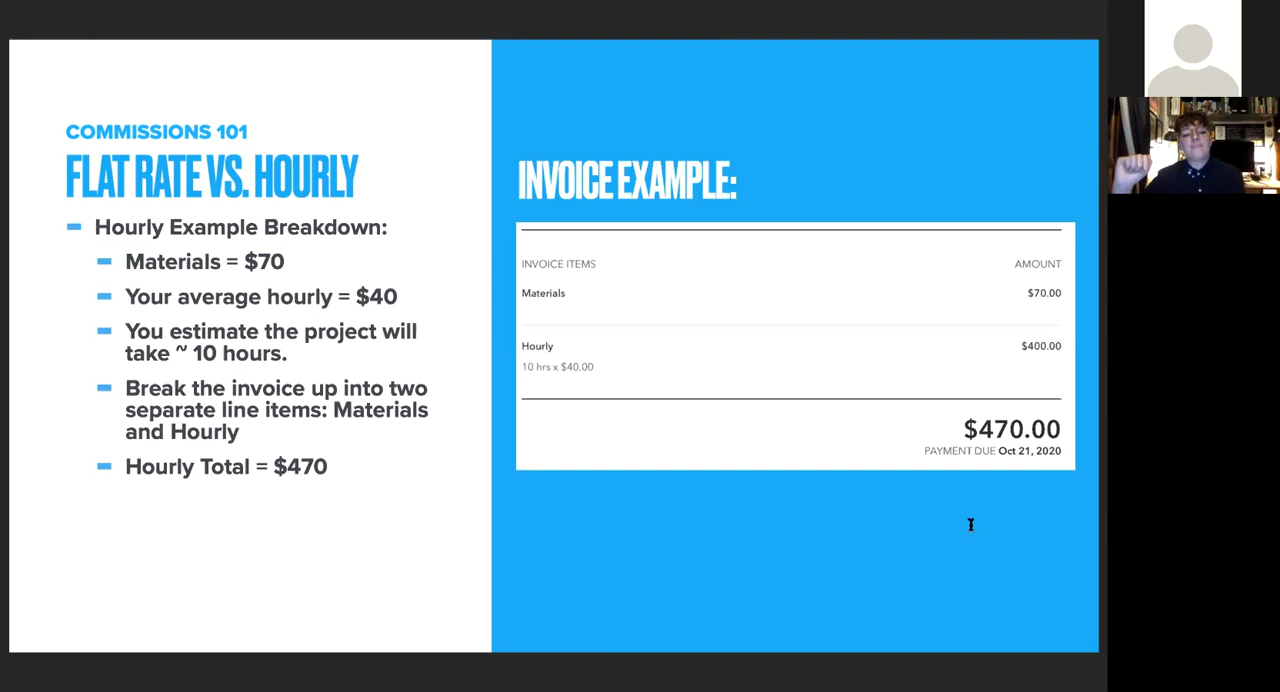 COMMISSIONS 101
FLAT RATE VS. HOURLY
Hourly Example Breakdown:
Materials = $70
Your average hourly = $40
You estimate the project will
take ~ 10 hours.
Break the invoice up into two
separate line items: Materials
and Hourly
Hourly Total = $470
INVOICE EXAMPLE:
INVOICE ITEMS AMOUNT
Materials $70.00
Hourly $400.00
10 hrs x $40.00
$470.00
PAYMENT DUE Oct 21, 2020